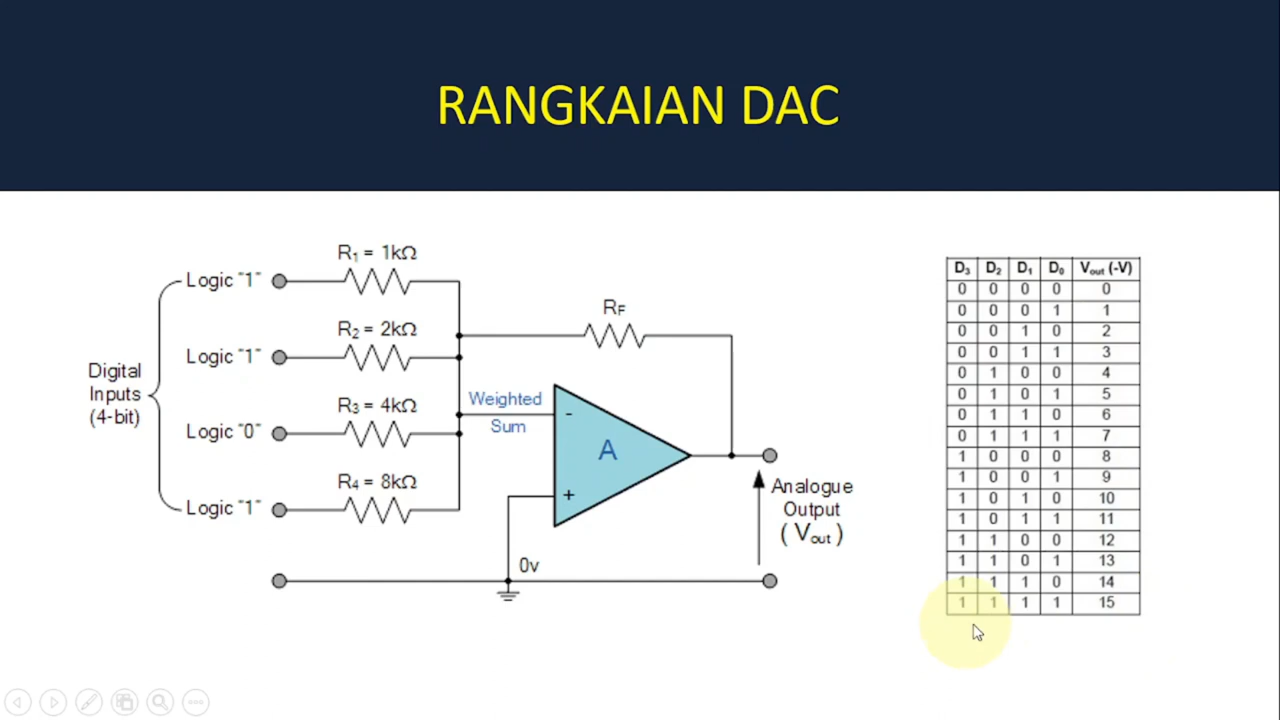 RANGKAIAN DAC
R₁ = 1kΩ
Logic "1"
R₂ = 2kΩ
Logic "1"
R₃ = 4kΩ
Logic "0"
R₄ = 8kΩ
Logic "1"
Digital
Inputs
(4-bit)
R_F
Weighted
Sum
-
A
+
0v
Analogue
Output
( Vout )
D₃ D₂ D₁ D₀ Vout (-V)
0 0 0 0 0
0 0 0 1 1
0 0 1 0 2
0 0 1 1 3
0 1 0 0 4
0 1 0 1 5
0 1 1 0 6
0 1 1 1 7
1 0 0 0 8
1 0 0 1 9
1 0 1 0 10
1 0 1 1 11
1 1 0 0 12
1 1 0 1 13
1 1 1 0 14
1 1 1 1 15